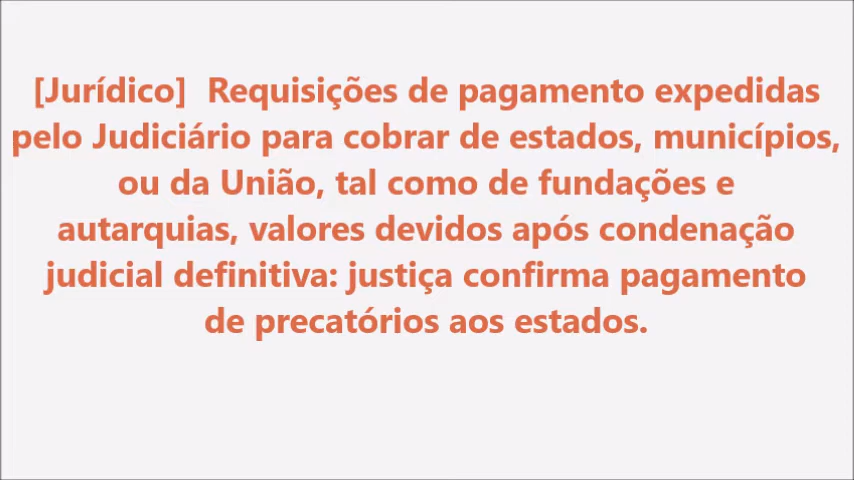 [Jurídico]  Requisições de pagamento expedidas
pelo Judiciário para cobrar de estados, municípios,
ou da União, tal como de fundações e
autarquias, valores devidos após condenação
judicial definitiva: justiça confirma pagamento
de precatórios aos estados.